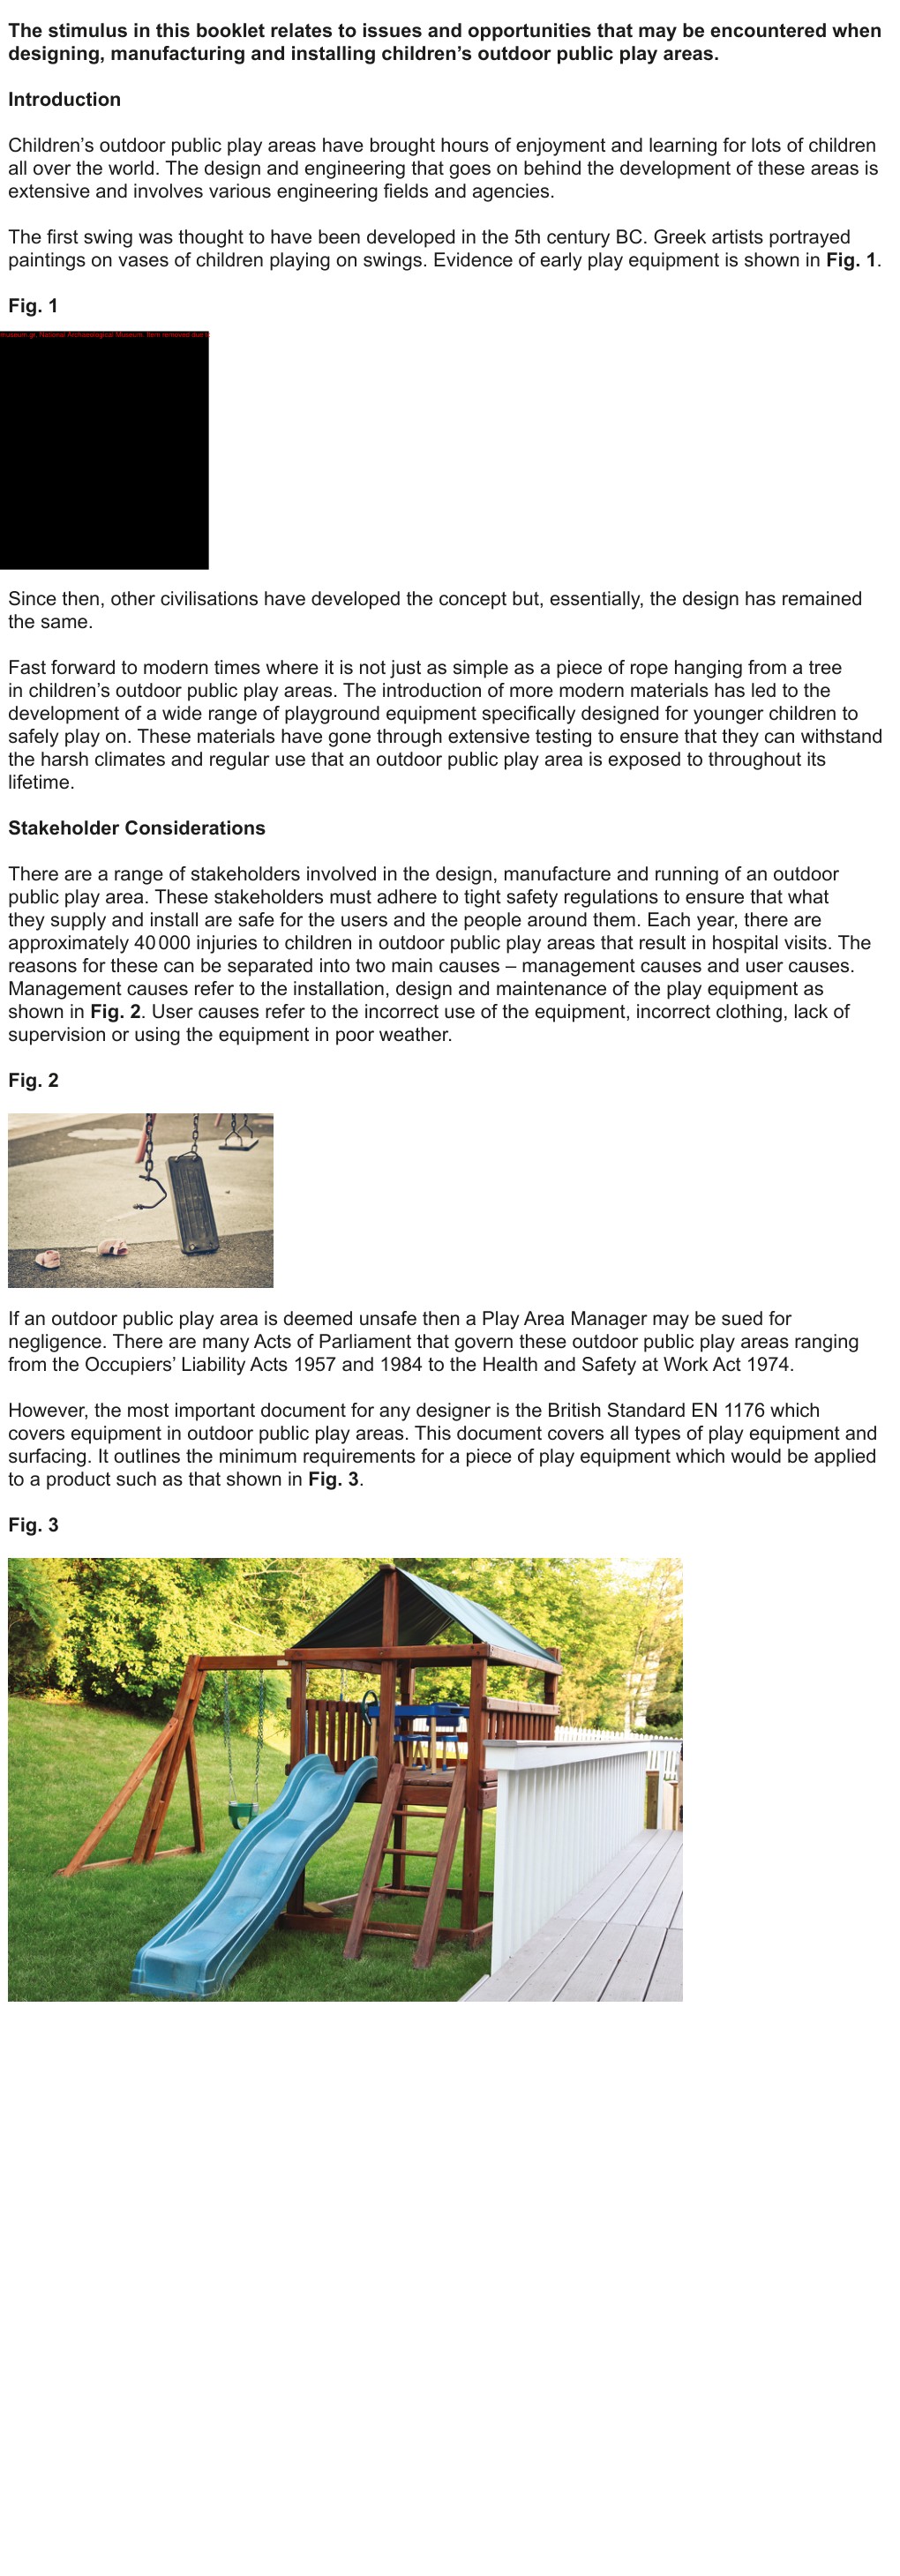 The stimulus in this booklet relates to issues and opportunities that may be encountered when
designing, manufacturing and installing children’s outdoor public play areas.
Introduction
Children’s outdoor public play areas have brought hours of enjoyment and learning for lots of children
all over the world. The design and engineering that goes on behind the development of these areas is
extensive and involves various engineering fields and agencies.
The first swing was thought to have been developed in the 5th century BC. Greek artists portrayed
paintings on vases of children playing on swings. Evidence of early play equipment is shown in Fig. 1.
Fig. 1
museum.gr, National Archaeological Museum. Item removed due
Since then, other civilisations have developed the concept but, essentially, the design has remained
the same.
Fast forward to modern times where it is not just as simple as a piece of rope hanging from a tree
in children’s outdoor public play areas. The introduction of more modern materials has led to the
development of a wide range of playground equipment specifically designed for younger children to
safely play on. These materials have gone through extensive testing to ensure that they can withstand
the harsh climates and regular use that an outdoor public play area is exposed to throughout its
lifetime.
Stakeholder Considerations
There are a range of stakeholders involved in the design, manufacture and running of an outdoor
public play area. These stakeholders must adhere to tight safety regulations to ensure that what
they supply and install are safe for the users and the people around them. Each year, there are
approximately 40 000 injuries to children in outdoor public play areas that result in hospital visits. The
reasons for these can be separated into two main causes – management causes and user causes.
Management causes refer to the installation, design and maintenance of the play equipment as
shown in Fig. 2. User causes refer to the incorrect use of the equipment, incorrect clothing, lack of
supervision or using the equipment in poor weather.
Fig. 2
If an outdoor public play area is deemed unsafe then a Play Area Manager may be sued for
negligence. There are many Acts of Parliament that govern these outdoor public play areas ranging
from the Occupiers’ Liability Acts 1957 and 1984 to the Health and Safety at Work Act 1974.
However, the most important document for any designer is the British Standard EN 1176 which
covers equipment in outdoor public play areas. This document covers all types of play equipment and
surfacing. It outlines the minimum requirements for a piece of play equipment which would be applied
to a product such as that shown in Fig. 3.
Fig. 3